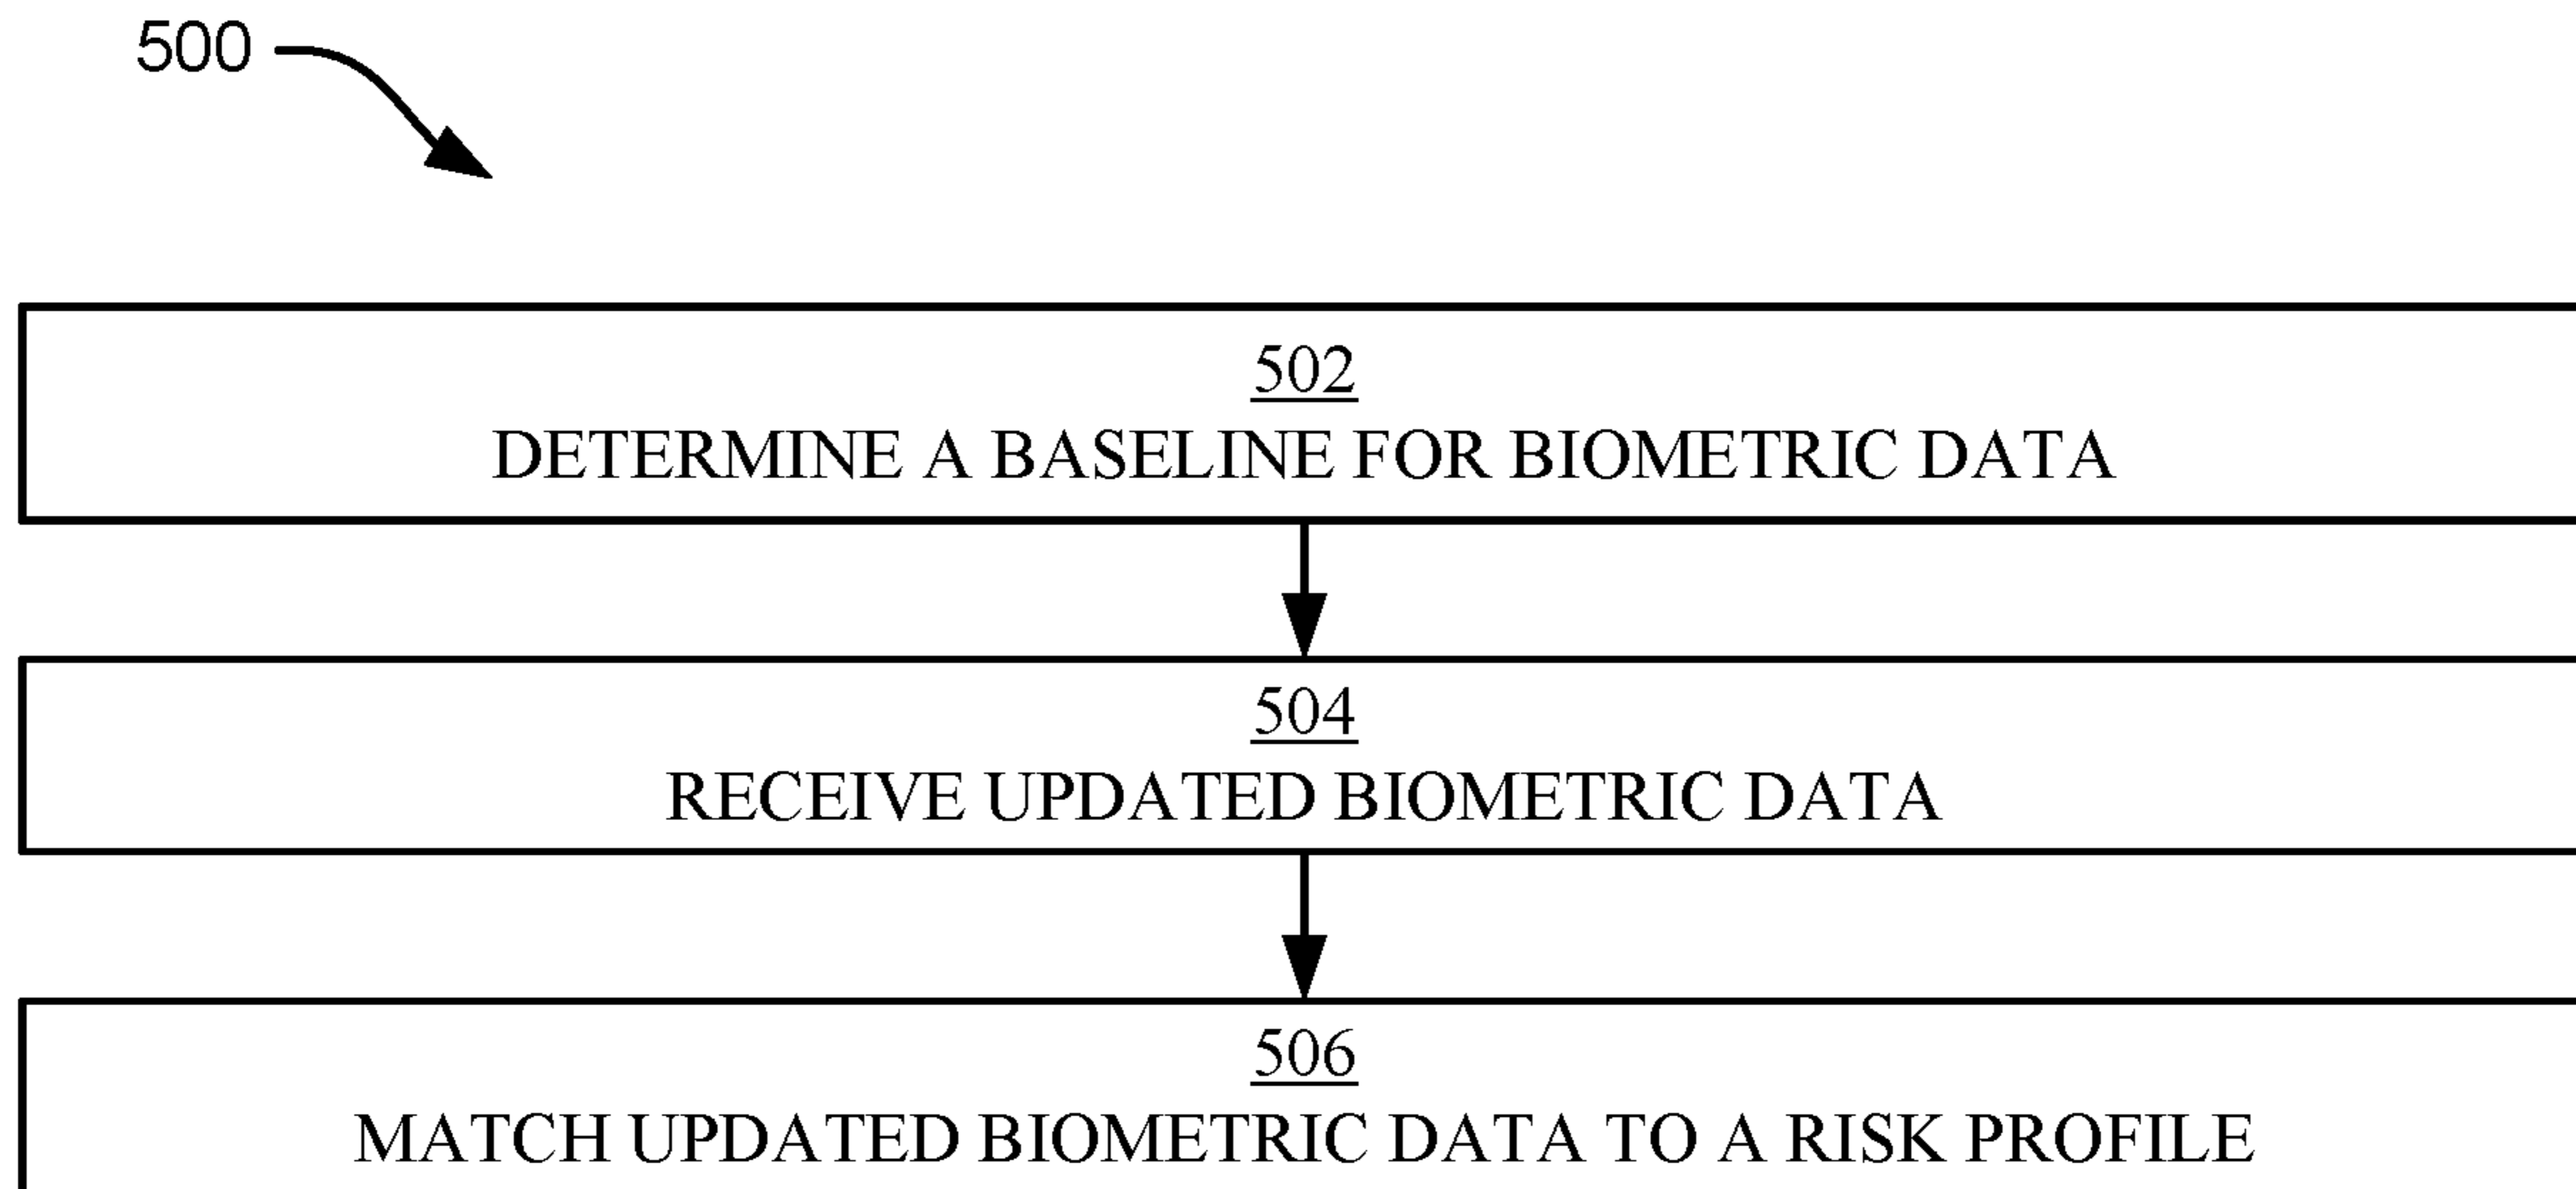 500
502
DETERMINE A BASELINE FOR BIOMETRIC DATA
504
RECEIVE UPDATED BIOMETRIC DATA
506
MATCH UPDATED BIOMETRIC DATA TO A RISK PROFILE